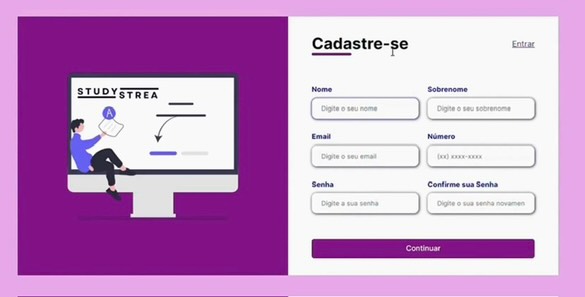 STUDY
STREA
A
Cadastre-se
Entrar
Nome
Sobrenome
Digite o seu nome
Digite o seu sobrenome
Email
Número
Digite o seu email
(xx) xxxx-xxxx
Senha
Confirme sua Senha
Digite a sua senha
Digite o sua senha novamen
Continuar